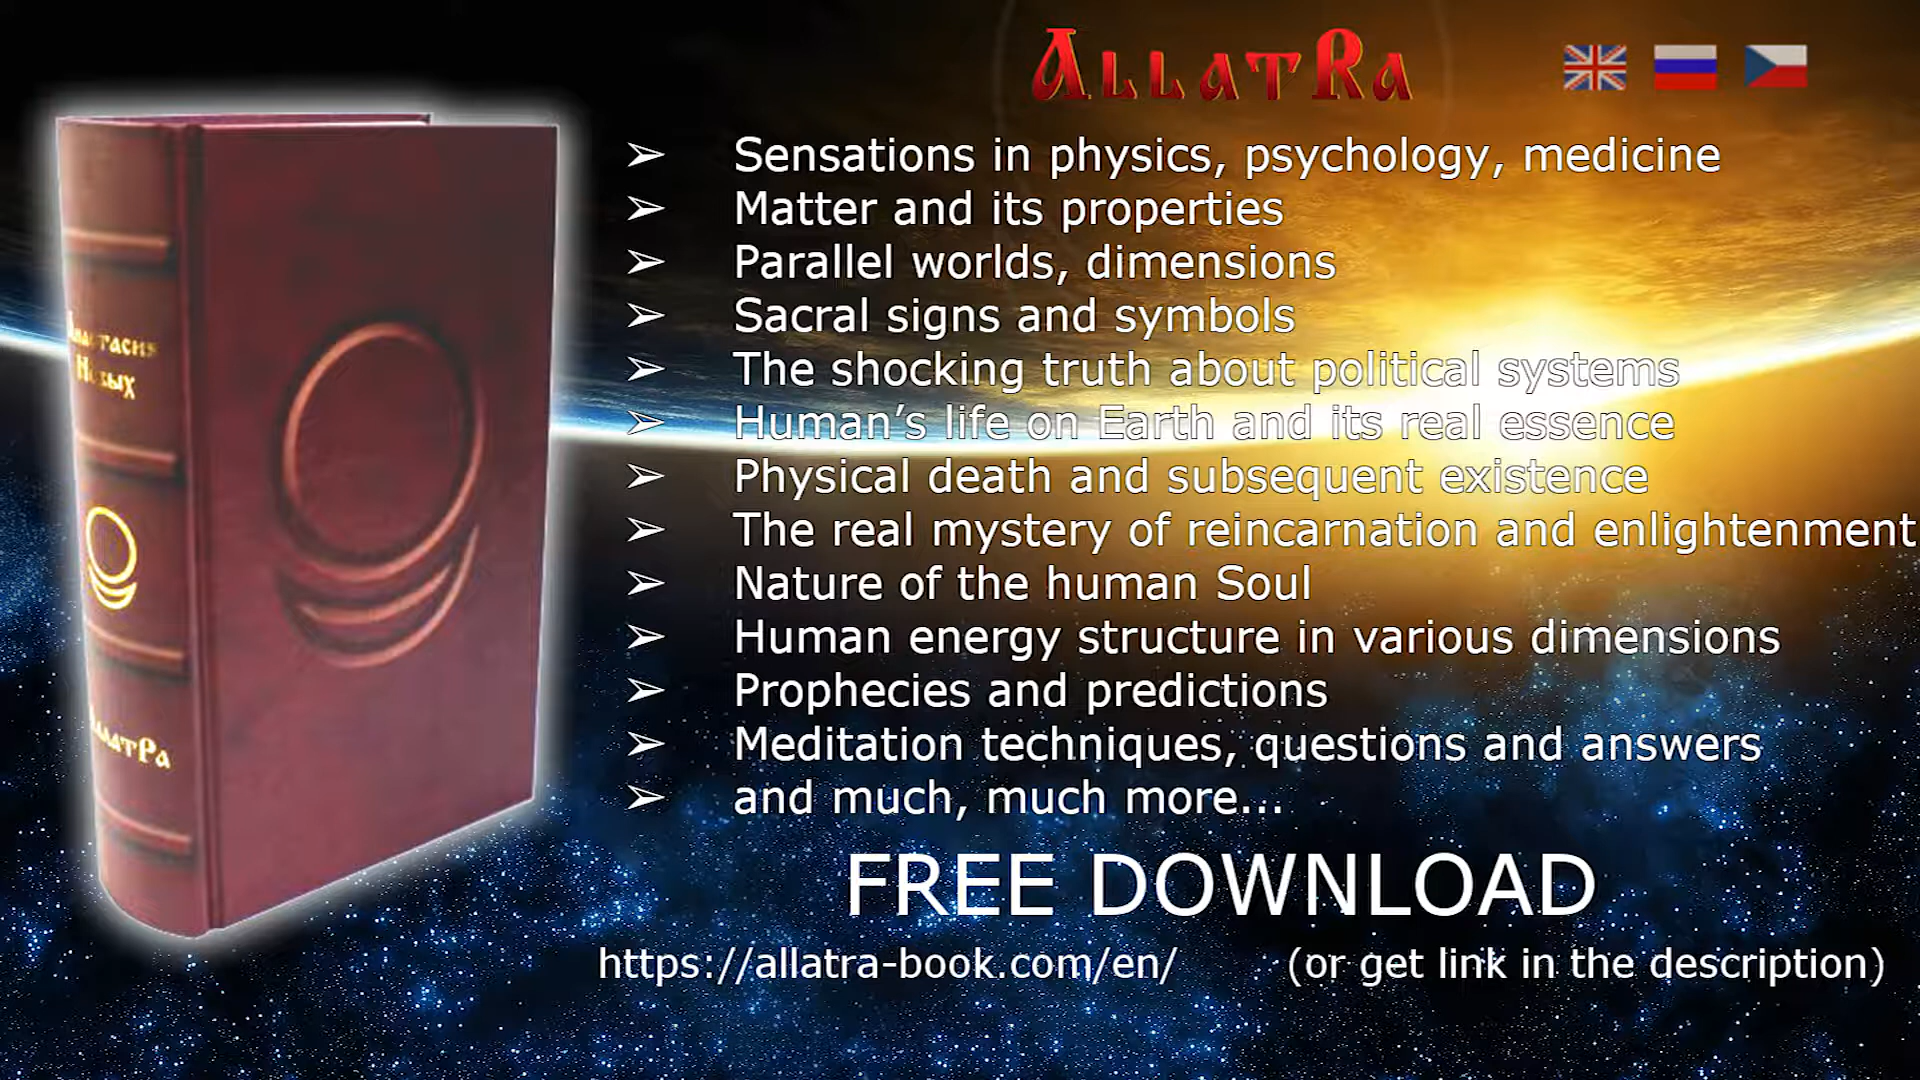 AllatRa
➢ Sensations in physics, psychology, medicine
➢ Matter and its properties
➢ Parallel worlds, dimensions
➢ Sacral signs and symbols
➢ The shocking truth about political systems
➢ Human’s life on Earth and its real essence
➢ Physical death and subsequent existence
➢ The real mystery of reincarnation and enlightenment
➢ Nature of the human Soul
➢ Human energy structure in various dimensions
➢ Prophecies and predictions
➢ Meditation techniques, questions and answers
➢ and much, much more...
FREE DOWNLOAD
https://allatra-book.com/en/ (or get link in the description)
Анастасия
Новых
АллатРа